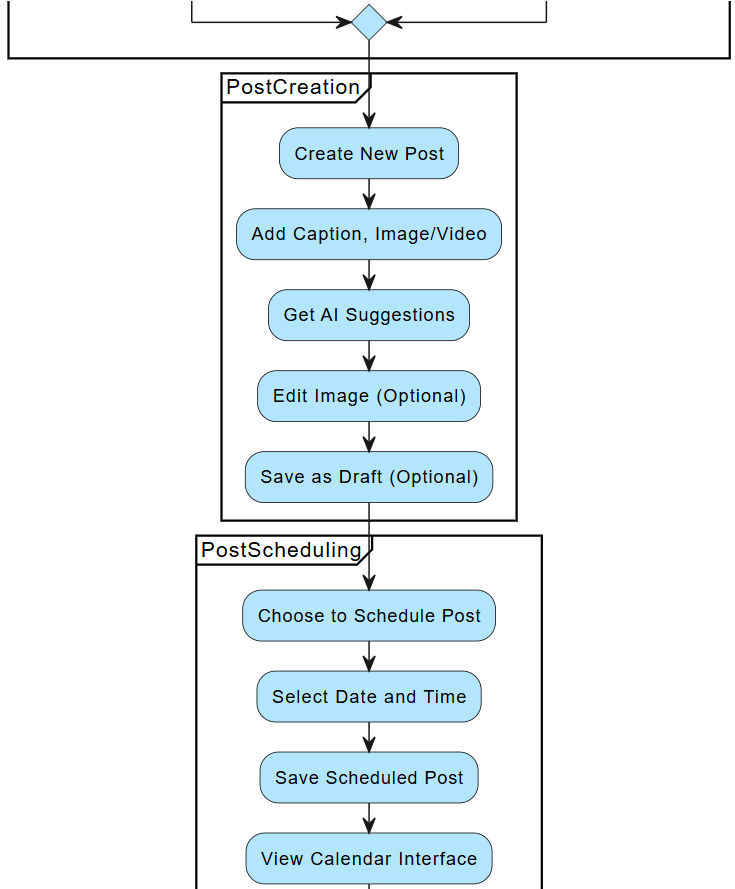 PostCreation
Create New Post
Add Caption, Image/Video
Get AI Suggestions
Edit Image (Optional)
Save as Draft (Optional)
PostScheduling
Choose to Schedule Post
Select Date and Time
Save Scheduled Post
View Calendar Interface